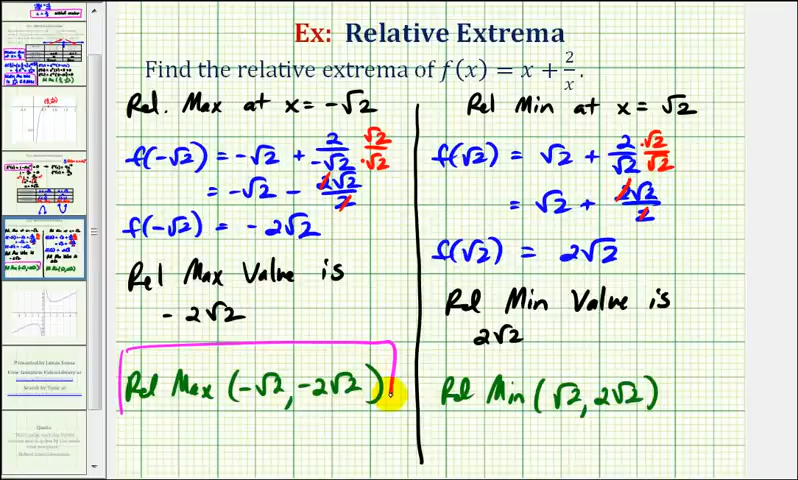 Ex: Relative Extrema
Find the relative extrema of f(x) = x + 2/x.
Rel. Max at x = -√2
f(-√2) = -√2 + 2/-√2 · √2/√2
= -√2 - 2√2/2
f(-√2) = -2√2
Rel Max Value is
-2√2
Rel Max (-√2, -2√2)
Rel Min at x = √2
f(√2) = √2 + 2/√2 · √2/√2
= √2 + 2√2/2
f(√2) = 2√2
Rel Min Value is
2√2
Rel Min (√2, 2√2)